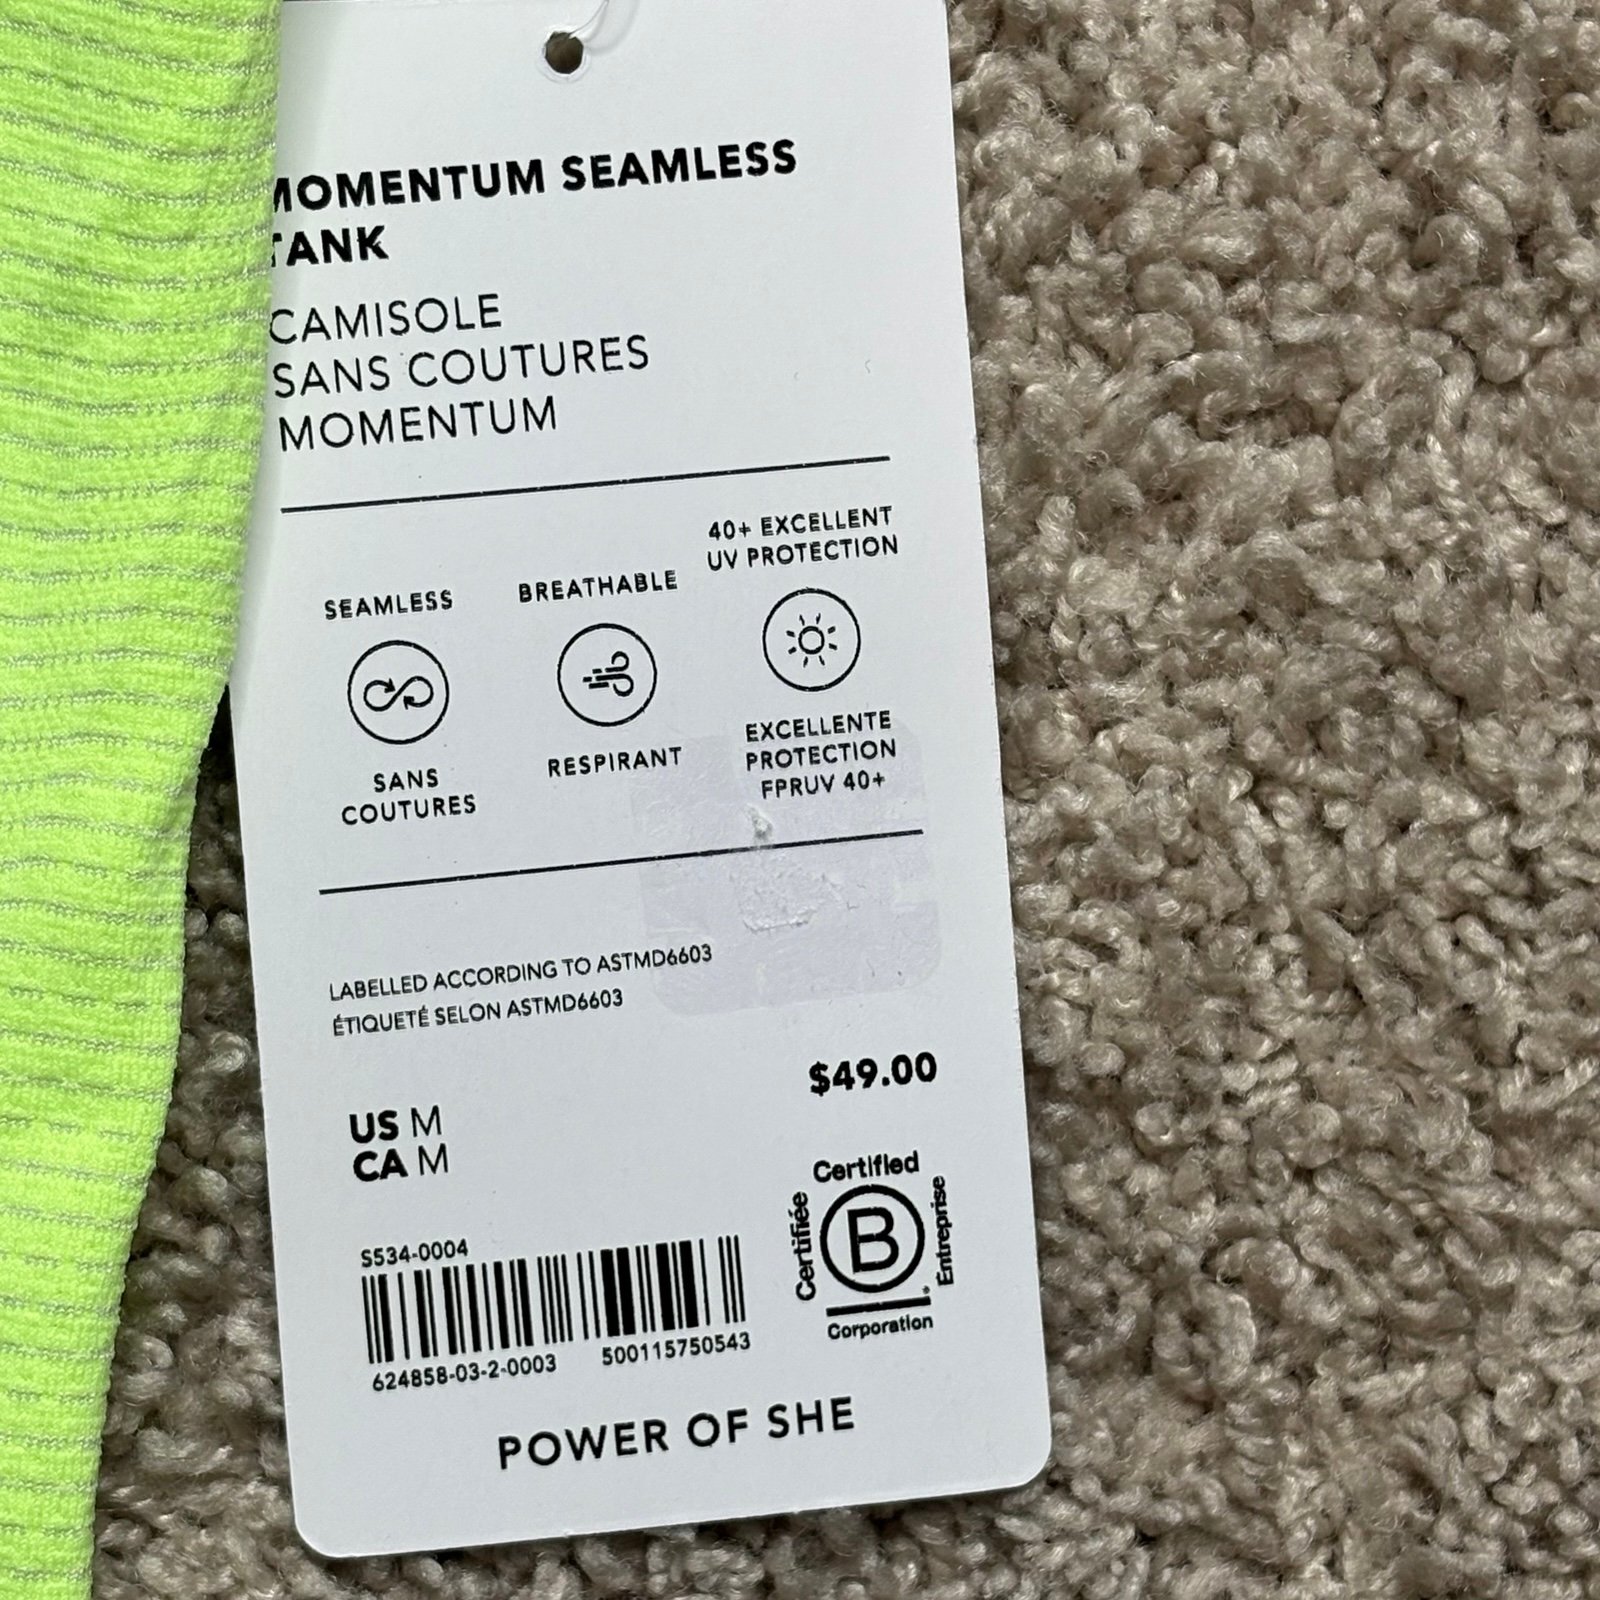 MOMENTUM SEAMLESS
TANK
CAMISOLE
SANS COUTURES
MOMENTUM
SEAMLESS
SANS
COUTURES
BREATHABLE
RESPIRANT
40+ EXCELLENT
UV PROTECTION
EXCELLENTE
PROTECTION
FPRUV 40+
LABELLED ACCORDING TO ASTMD6603
ÉTIQUETÉ SELON ASTMD6603
$49.00
US M
CA M
Certified
Certifiée
B
Entreprise
Corporation
S534-0004
624858-03-2-0003 500115750543
POWER OF SHE